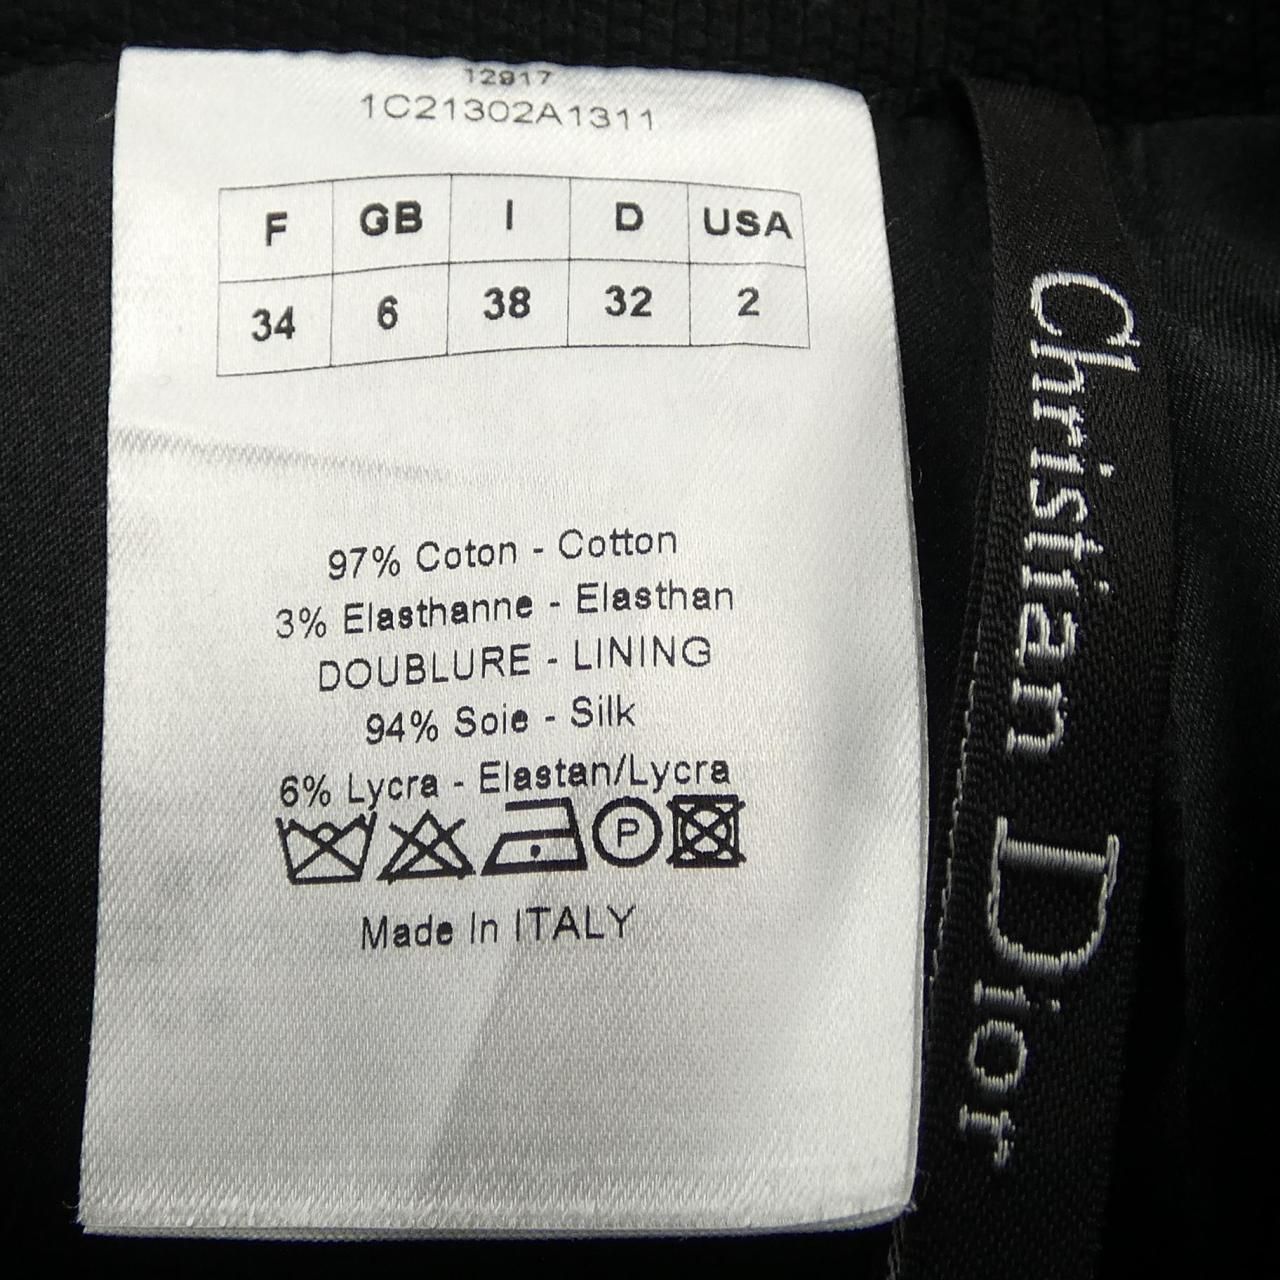 12917
1C21302A1311
F GB I D USA
34 6 38 32 2
97% Coton - Cotton
3% Elasthanne - Elasthan
DOUBLURE - LINING
94% Soie - Silk
6% Lycra - Elastan/Lycra
P
Made In ITALY
Christian Dior